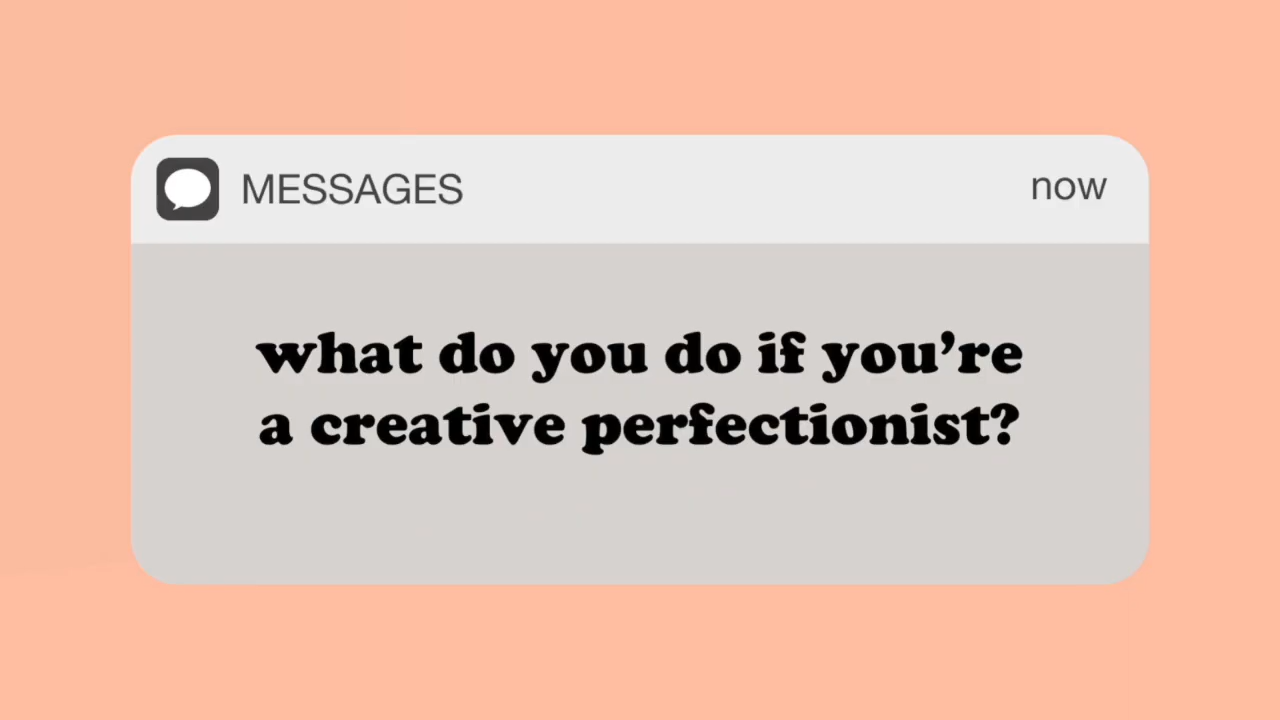 MESSAGES
now
what do you do if you’re
a creative perfectionist?